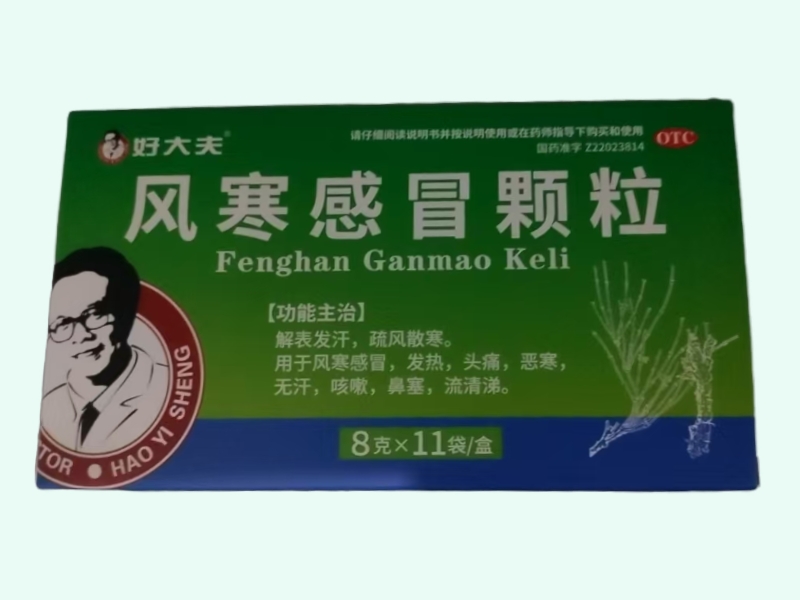 好大夫®
请仔细阅读说明书并按说明使用或在药师指导下购买和使用
国药准字 Z22023814
OTC
风寒感冒颗粒
Fenghan Ganmao Keli
【功能主治】
解表发汗，疏风散寒。
用于风寒感冒，发热，头痛，恶寒，
无汗，咳嗽，鼻塞，流清涕。
TOR • HAO YI SHENG
8克×11袋/盒